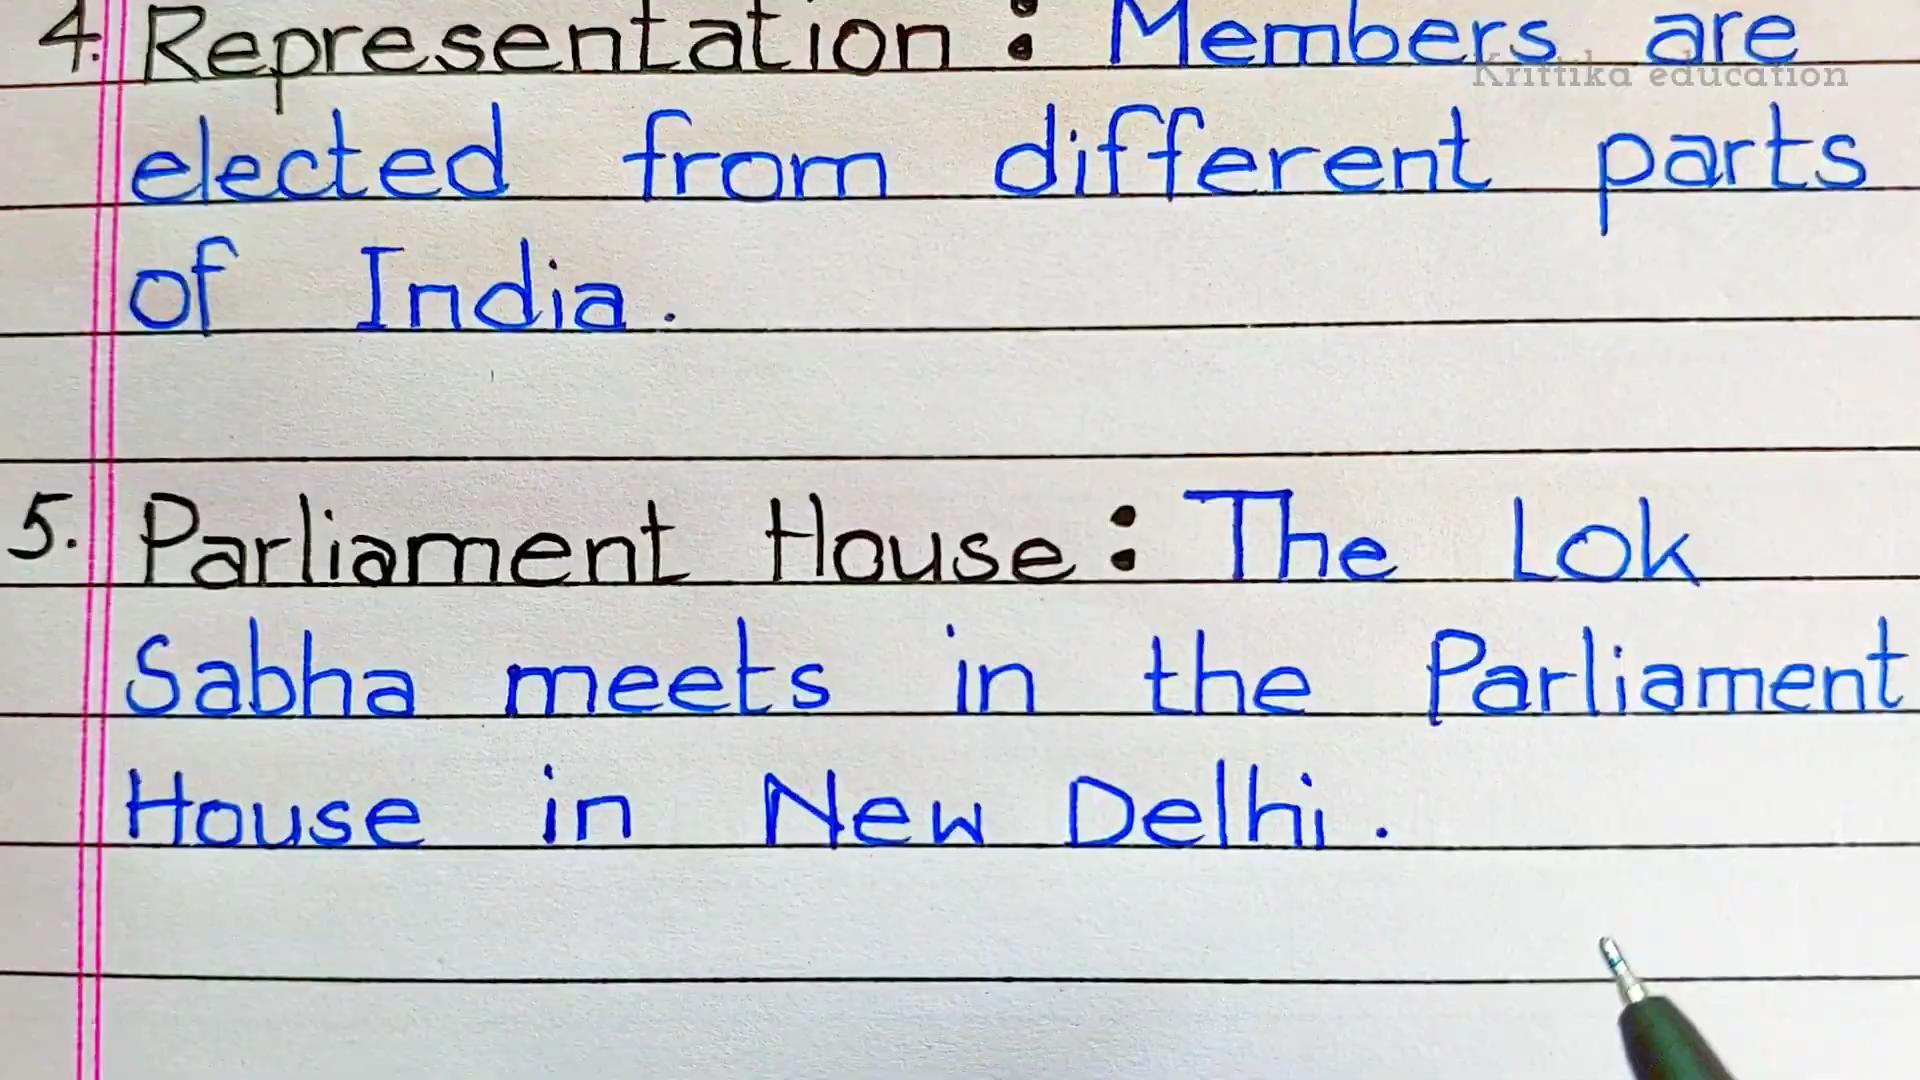 4. Representation : Members are
Krittika education
elected from different parts
of India.
5. Parliament House : The Lok
Sabha meets in the Parliament
House in New Delhi.